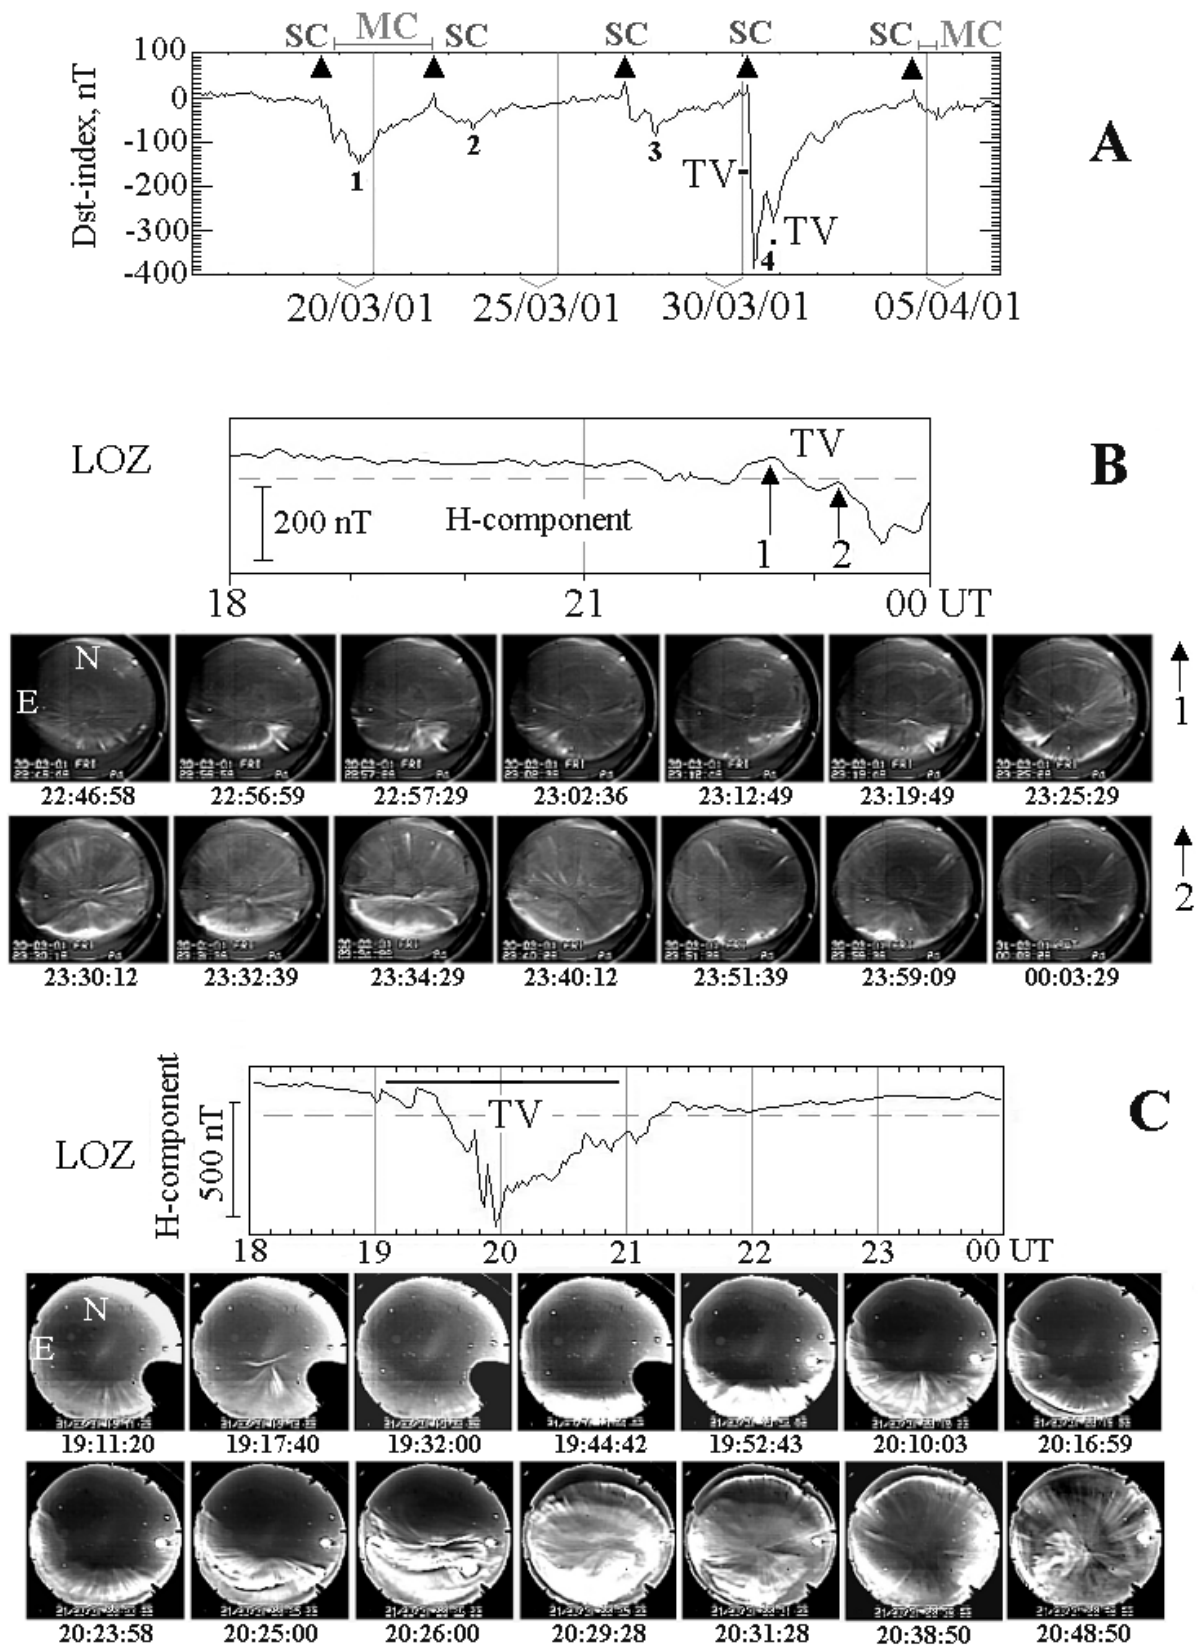 SC MC SC SC SC SC MC
100
0
-100
-200
-300
-400
Dst-index, nT
1
2
3
TV
TV
4
A
20/03/01 25/03/01 30/03/01 05/04/01
LOZ
TV
B
200 nT
H-component
1 2
18 21 00 UT
N
E
1
22:46:58 22:56:59 22:57:29 23:02:36 23:12:49 23:19:49 23:25:29
2
23:30:12 23:32:39 23:34:29 23:40:12 23:51:39 23:59:09 00:03:29
H-component
500 nT
LOZ
TV
C
18 19 20 21 22 23 00 UT
N
E
19:11:20 19:17:40 19:32:00 19:44:42 19:52:43 20:10:03 20:16:59
20:23:58 20:25:00 20:26:00 20:29:28 20:31:28 20:38:50 20:48:50